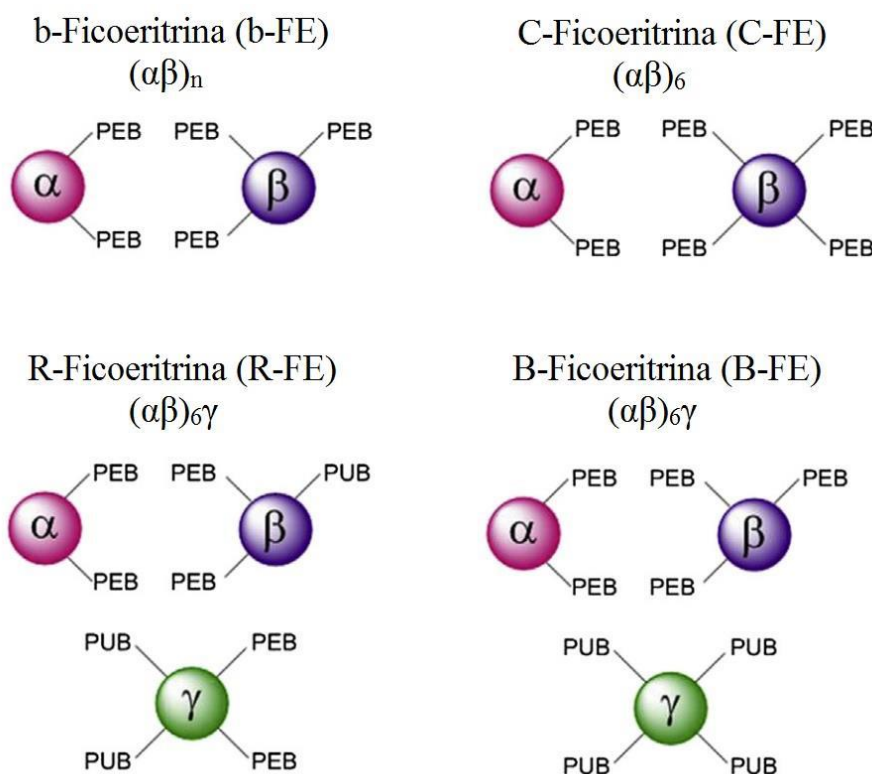 b-Ficoeritrina (b-FE)
(αβ)n
PEB
PEB
α
PEB
PEB
β
PEB
C-Ficoeritrina (C-FE)
(αβ)6
PEB
PEB
α
PEB
PEB
β
PEB
PEB
R-Ficoeritrina (R-FE)
(αβ)6γ
PEB
PEB
α
PEB
PUB
β
PEB
PUB
PEB
γ
PUB
PEB
B-Ficoeritrina (B-FE)
(αβ)6γ
PEB
PEB
α
PEB
PEB
β
PEB
PUB
PUB
γ
PUB
PUB